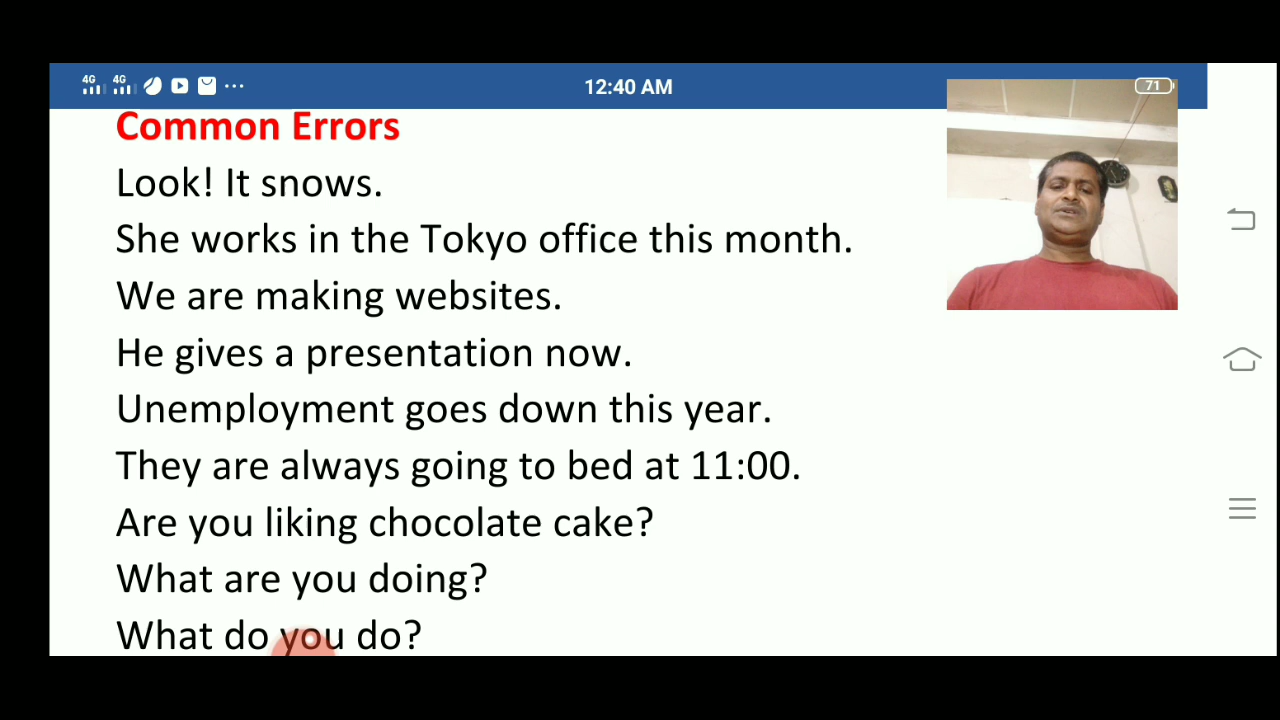 4G 4G 12:40 AM 71
Common Errors
Look! It snows.
She works in the Tokyo office this month.
We are making websites.
He gives a presentation now.
Unemployment goes down this year.
They are always going to bed at 11:00.
Are you liking chocolate cake?
What are you doing?
What do you do?